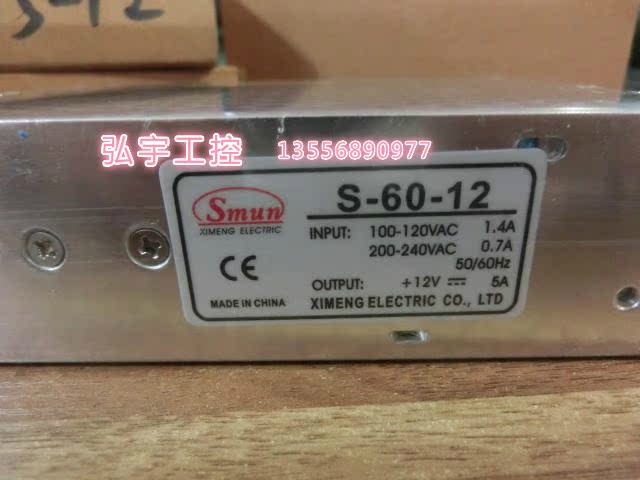 S-12
弘宇工控 13556890977
Smun
XIMENG ELECTRIC
CE
MADE IN CHINA
S-60-12
INPUT: 100-120VAC 1.4A
200-240VAC 0.7A
50/60Hz
OUTPUT: +12V ⎓ 5A
XIMENG ELECTRIC CO., LTD